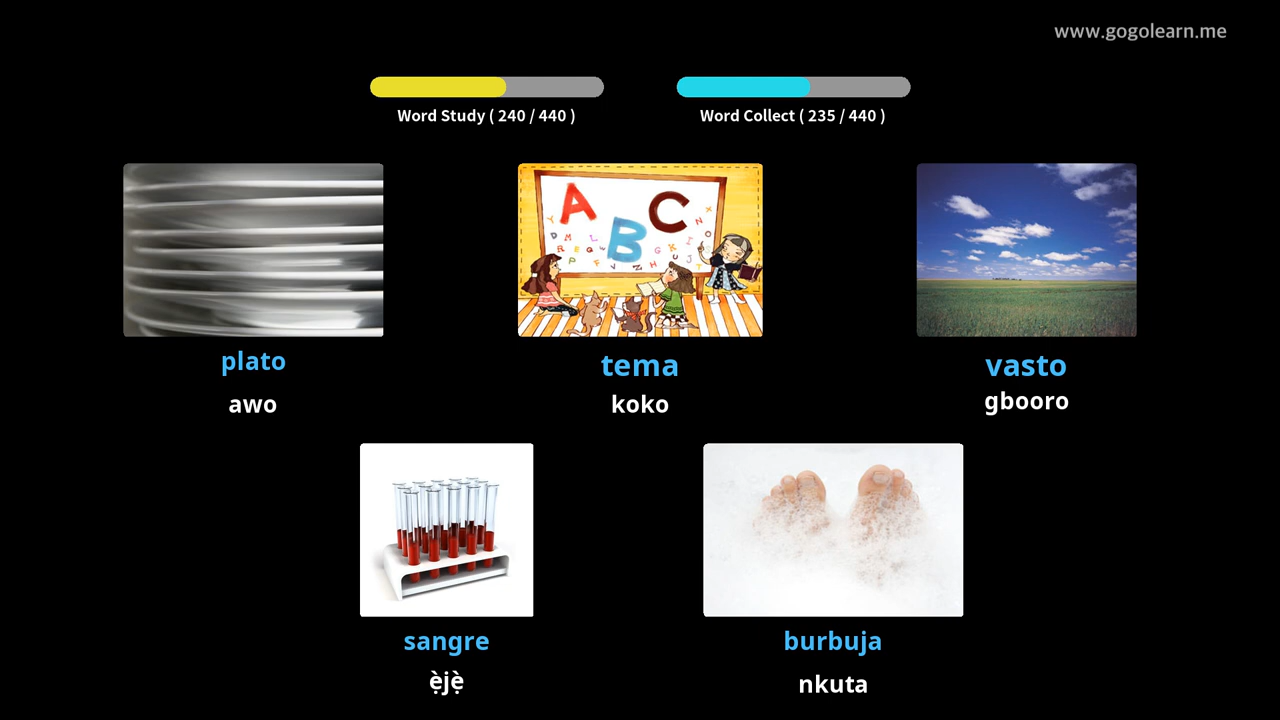 www.gogolearn.me
Word Study ( 240 / 440 )
Word Collect ( 235 / 440 )
A B C
plato
awo
tema
koko
vasto
gbooro
sangre
ẹ̀jẹ̀
burbuja
nkuta